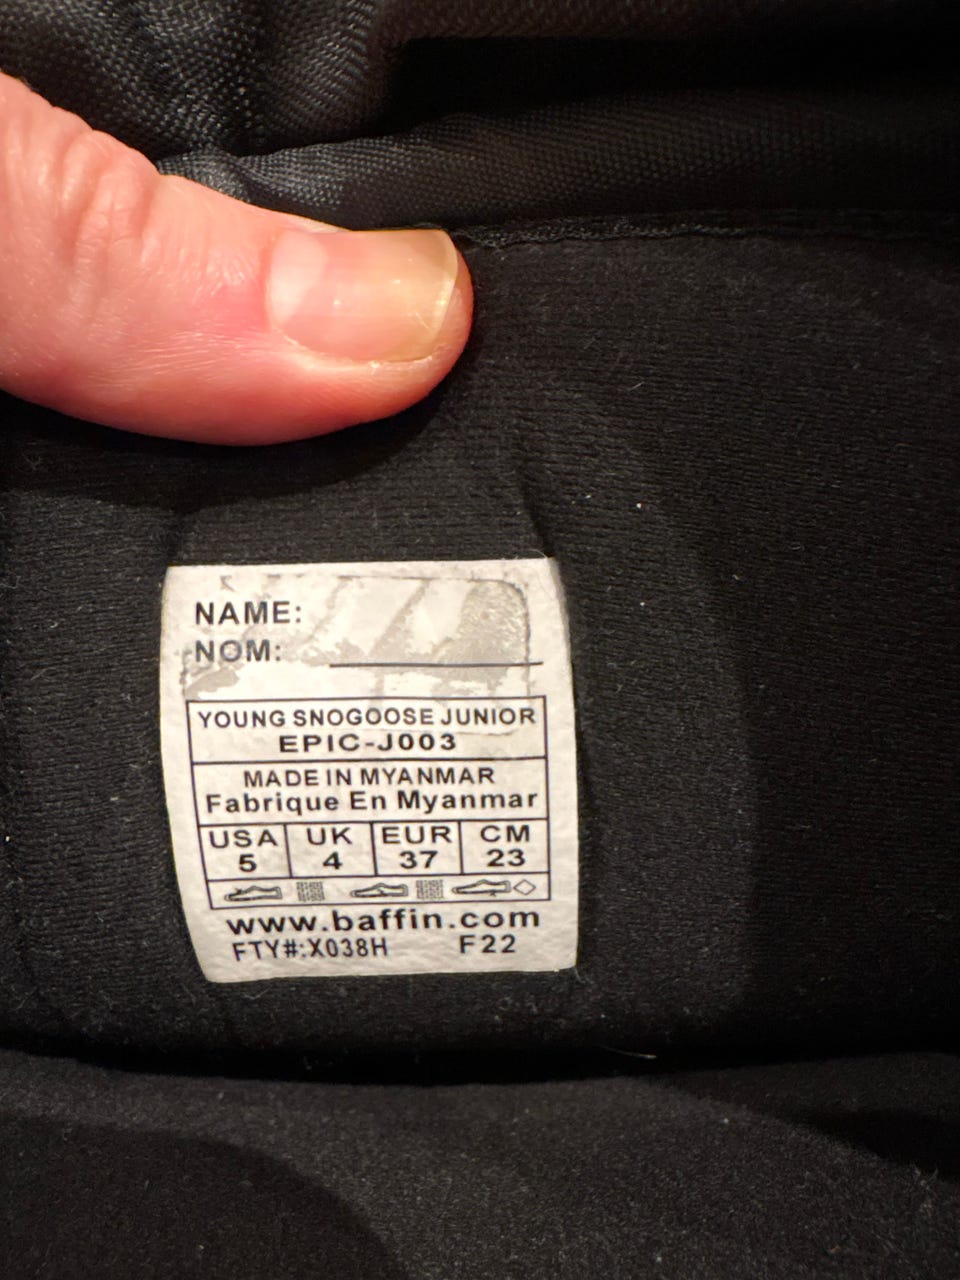 NAME:
NOM:
YOUNG SNOGOOSE JUNIOR
EPIC-J003
MADE IN MYANMAR
Fabrique En Myanmar
USA UK EUR CM
5 4 37 23
www.baffin.com
FTY#:X038H F22